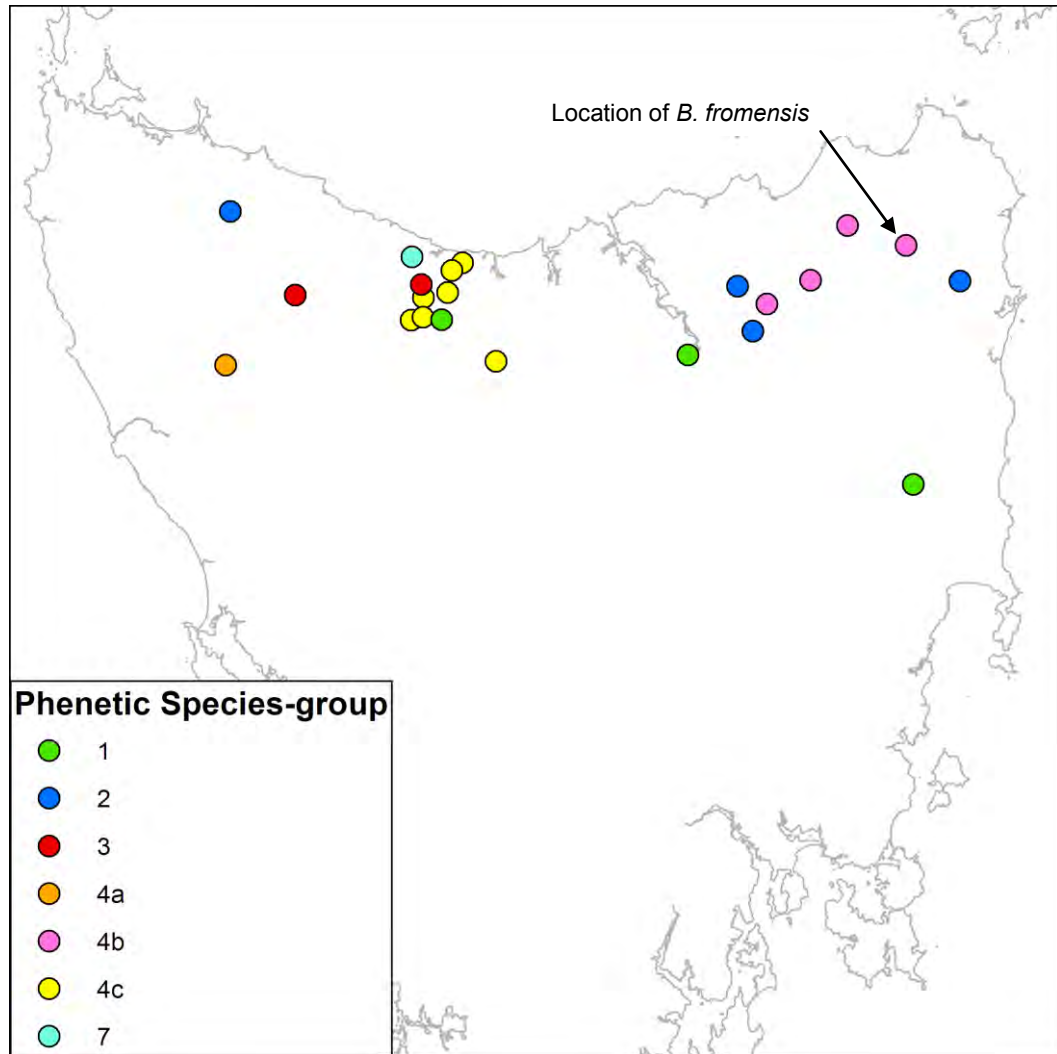 Location of B. fromensis
Phenetic Species-group
1
2
3
4a
4b
4c
7